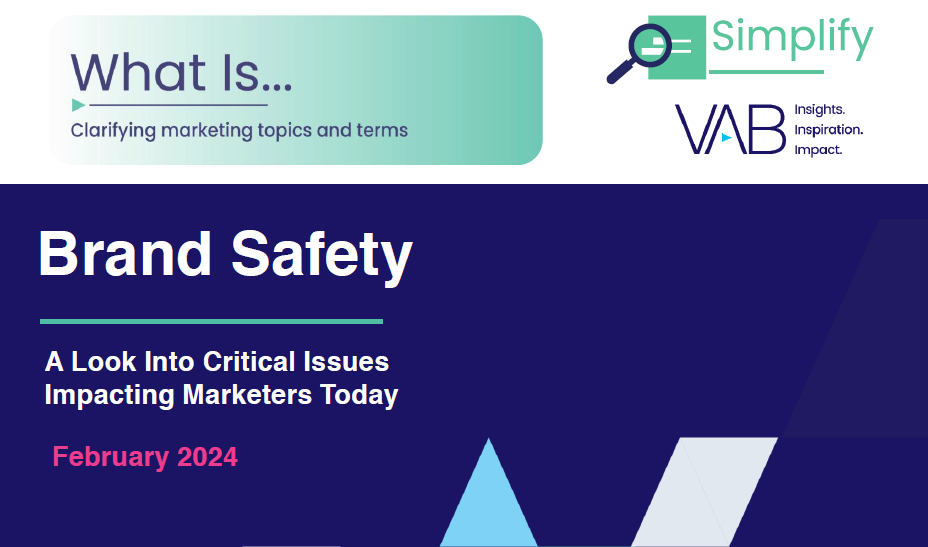 What Is...
Clarifying marketing topics and terms
Simplify
VAB
Insights.
Inspiration.
Impact.
Brand Safety
A Look Into Critical Issues
Impacting Marketers Today
February 2024